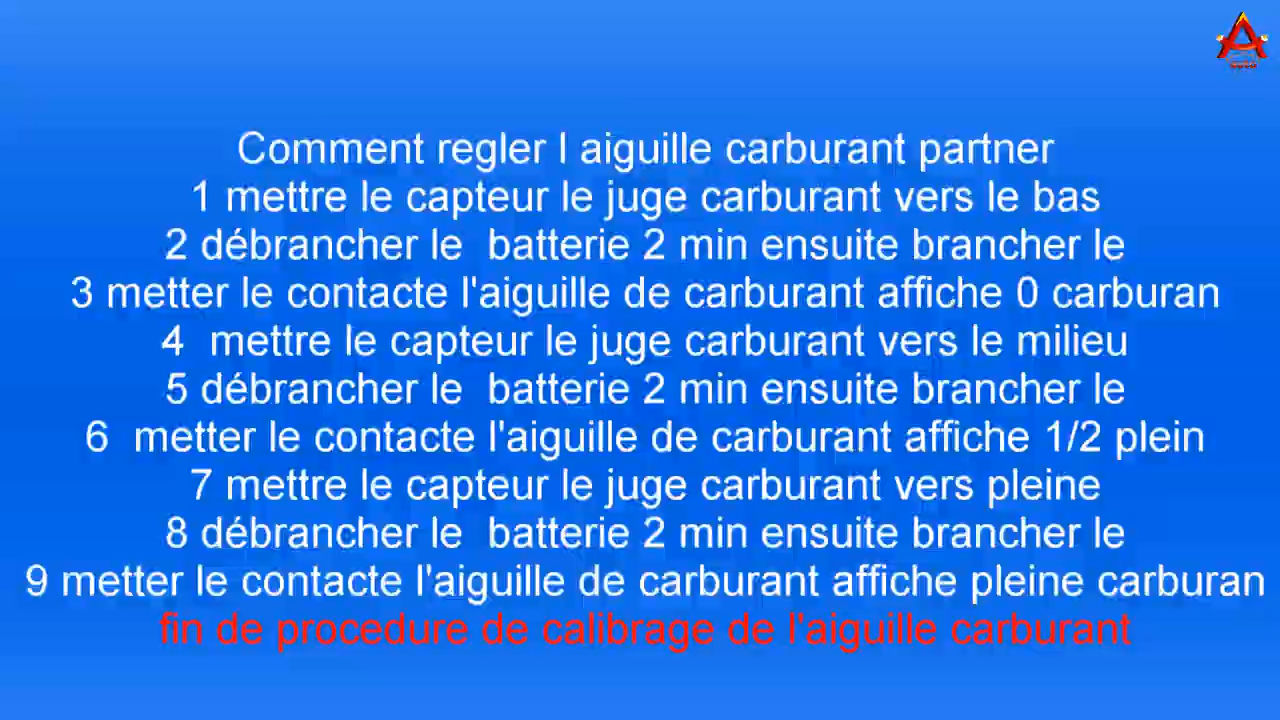 Comment regler l aiguille carburant partner
1 mettre le capteur le juge carburant vers le bas
2 débrancher le  batterie 2 min ensuite brancher le
3 metter le contacte l'aiguille de carburant affiche 0 carburan
4  mettre le capteur le juge carburant vers le milieu
5 débrancher le  batterie 2 min ensuite brancher le
6  metter le contacte l'aiguille de carburant affiche 1/2 plein
7 mettre le capteur le juge carburant vers pleine
8 débrancher le  batterie 2 min ensuite brancher le
9 metter le contacte l'aiguille de carburant affiche pleine carburan
fin de procedure de calibrage de l'aiguille carburant